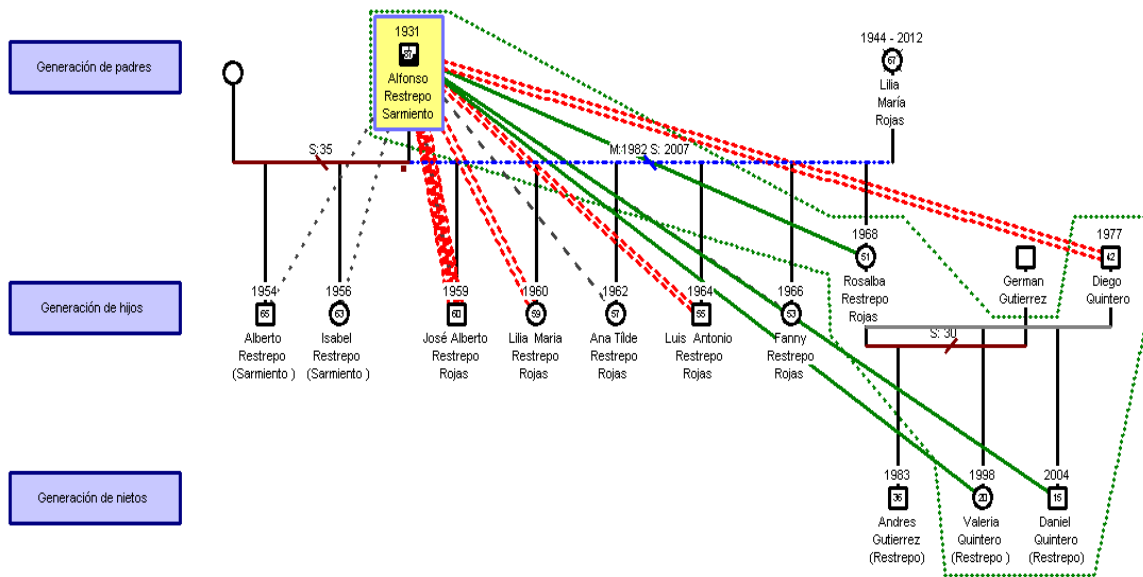 Generación de padres
1931
Alfonso
Restrepo
Sarmiento
1944 - 2012
67
Lilia
María
Rojas
S:35
M:1982 S: 2007
Generación de hijos
1954
65
Alberto
Restrepo
(Sarmiento )
1956
63
Isabel
Restrepo
(Sarmiento )
1959
60
José Alberto
Restrepo
Rojas
1960
59
Lilia Maria
Restrepo
Rojas
1962
57
Ana Tilde
Restrepo
Rojas
1964
55
Luis Antonio
Restrepo
Rojas
1966
53
Fanny
Restrepo
Rojas
1968
51
Rosalba
Restrepo
Rojas
German
Gutierrez
1977
42
Diego
Quintero
S: 30
Generación de nietos
1983
36
Andres
Gutierrez
(Restrepo)
1998
20
Valeria
Quintero
(Restrepo )
2004
15
Daniel
Quintero
(Restrepo)